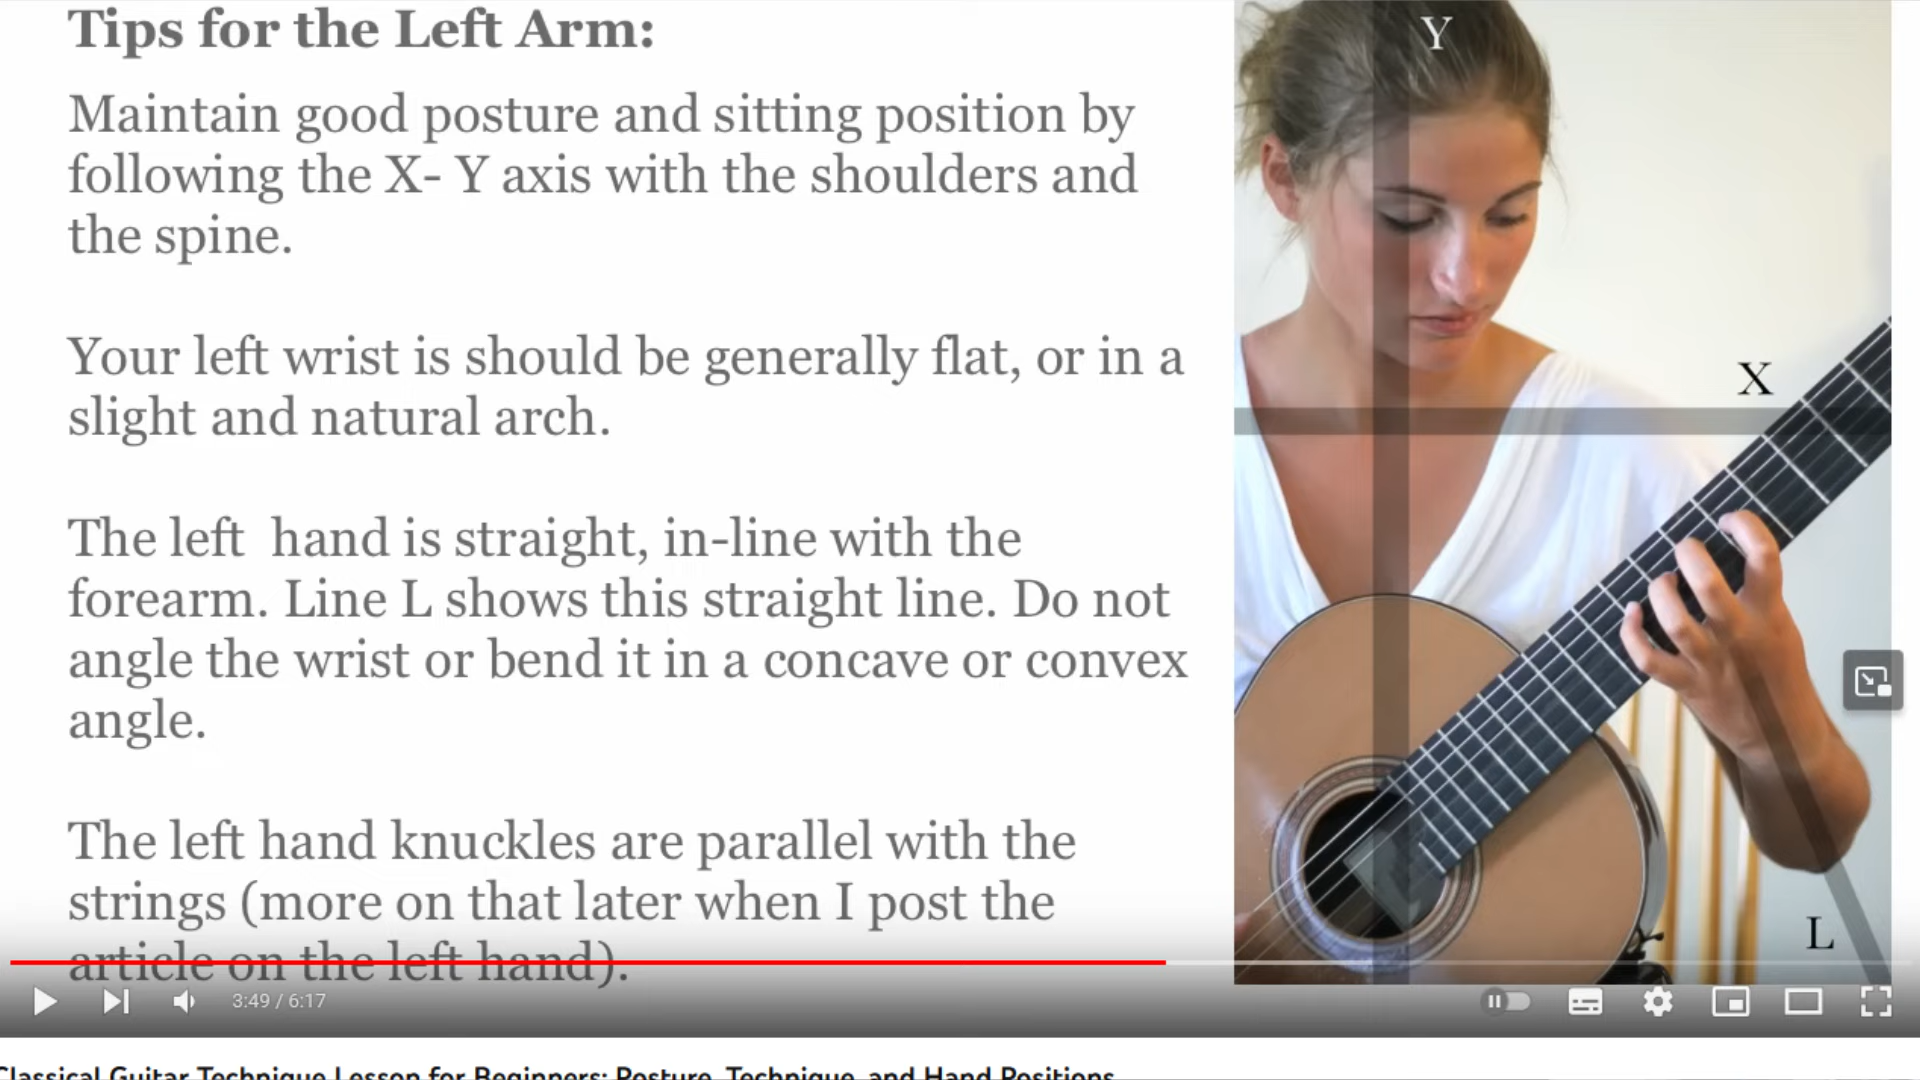 Tips for the Left Arm:
Maintain good posture and sitting position by
following the X- Y axis with the shoulders and
the spine.
Your left wrist is should be generally flat, or in a
slight and natural arch.
The left  hand is straight, in-line with the
forearm. Line L shows this straight line. Do not
angle the wrist or bend it in a concave or convex
angle.
The left hand knuckles are parallel with the
strings (more on that later when I post the
article on the left hand).
Y
X
L
3:49 / 6:17
Classical Guitar Technique Lesson for Beginners: Posture, Technique, and Hand Positions